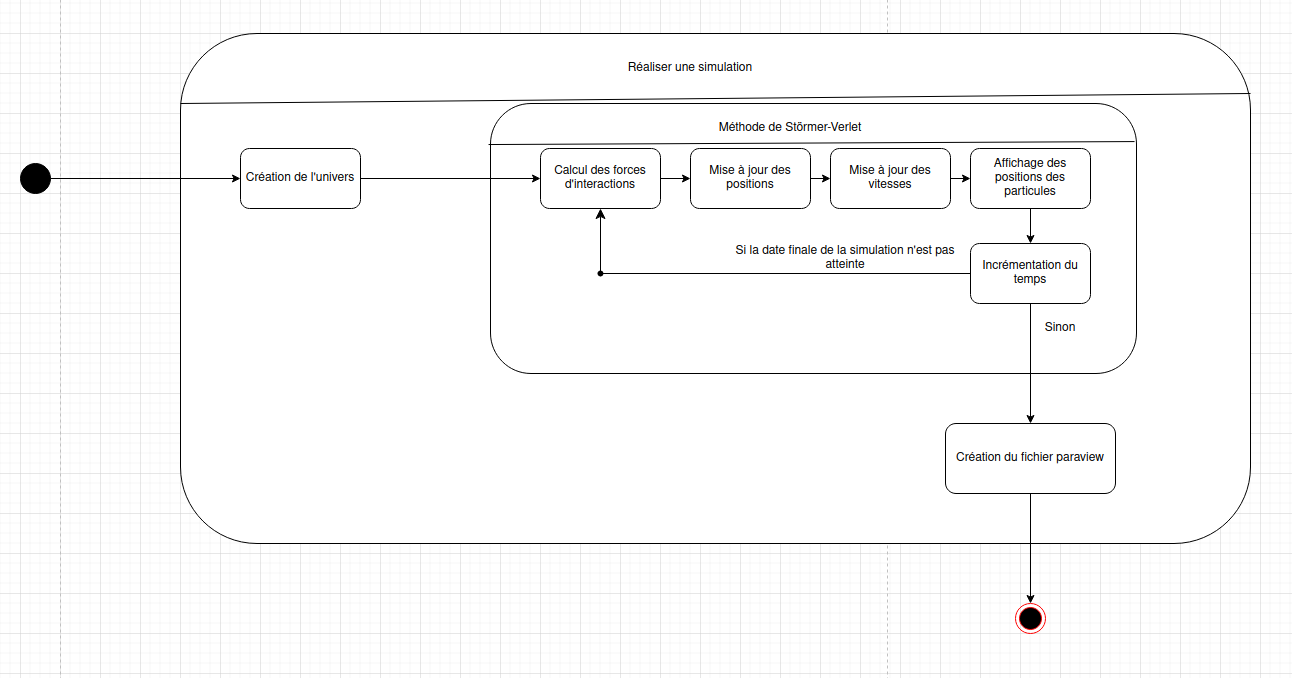 Réaliser une simulation
Méthode de Störmer-Verlet
Création de l'univers
Calcul des forces
d'interactions
Mise à jour des
positions
Mise à jour des
vitesses
Affichage des
positions des
particules
Si la date finale de la simulation n'est pas
atteinte
Incrémentation du
temps
Sinon
Création du fichier paraview